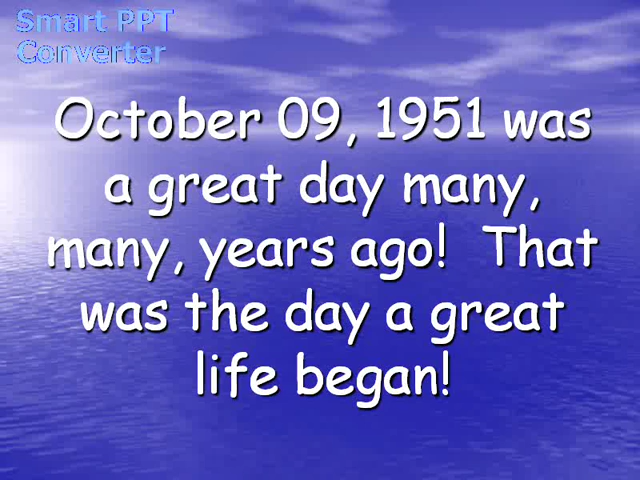 Smart PPT
Converter
October 09, 1951 was
a great day many,
many, years ago!  That
was the day a great
life began!